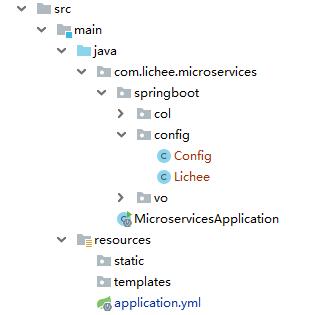 src
main
java
com.lichee.microservices
springboot
col
config
Config
Lichee
vo
MicroservicesApplication
resources
static
templates
application.yml